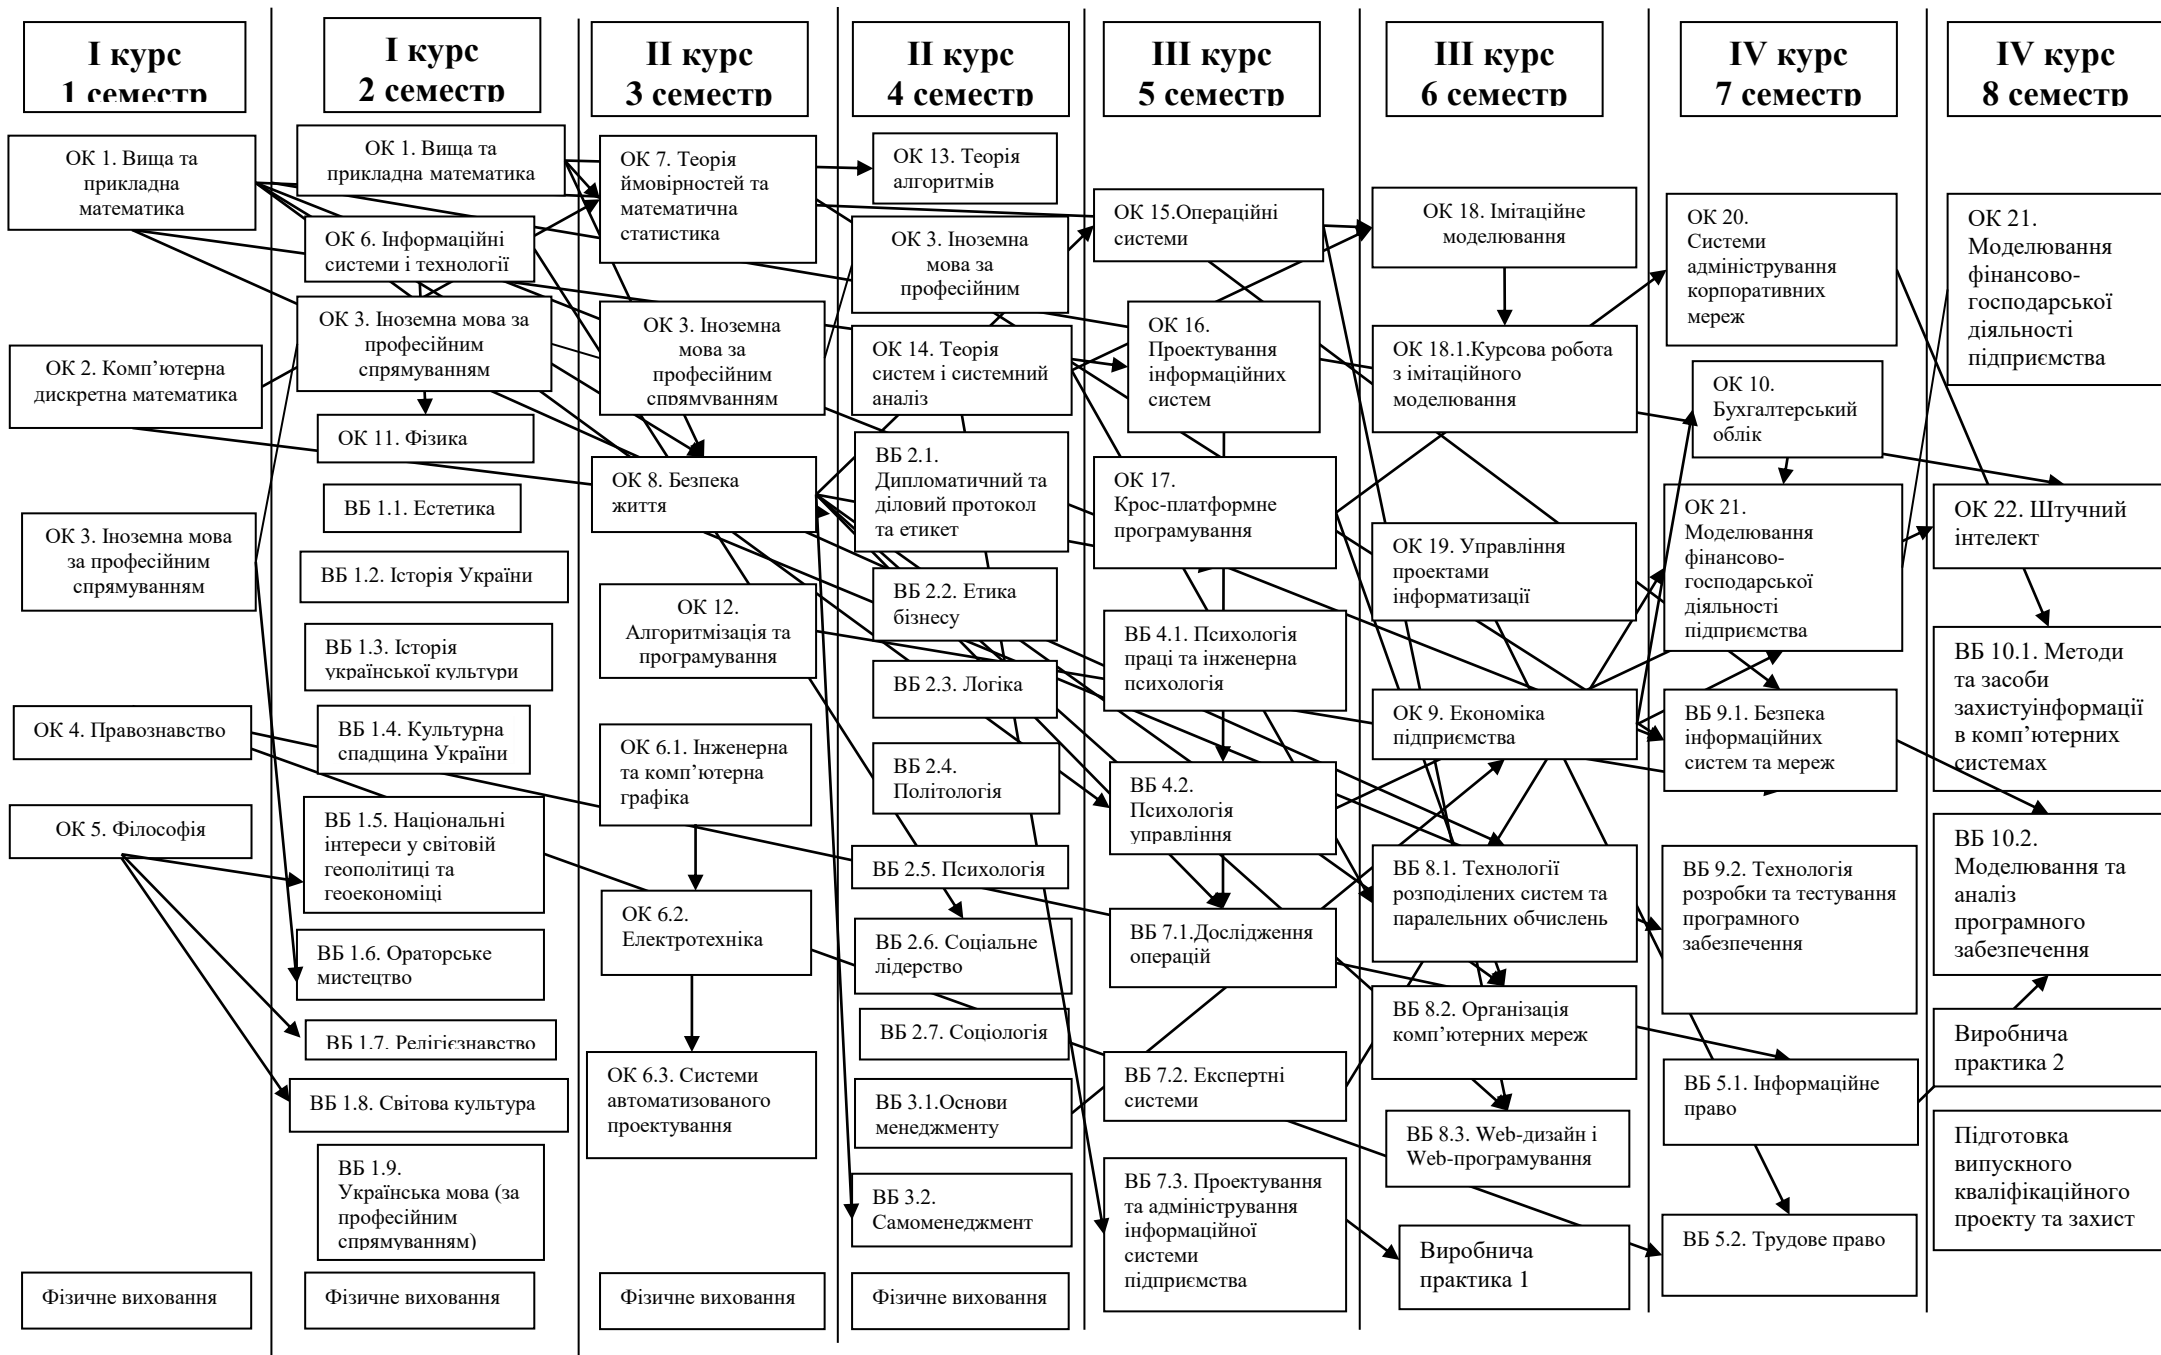 I курс
1 семестр
ОК 1. Вища та
прикладна
математика
ОК 2. Комп’ютерна
дискретна математика
ОК 3. Іноземна мова
за професійним
спрямуванням
ОК 4. Правознавство
ОК 5. Філософія
Фізичне виховання
I курс
2 семестр
ОК 1. Вища та
прикладна математика
ОК 6. Інформаційні
системи і технології
ОК 3. Іноземна мова за
професійним
спрямуванням
ОК 11. Фізика
ВБ 1.1. Естетика
ВБ 1.2. Історія України
ВБ 1.3. Історія
української культури
ВБ 1.4. Культурна
спадщина України
ВБ 1.5. Національні
інтереси у світовій
геополітиці та
геоекономіці
ВБ 1.6. Ораторське
мистецтво
ВБ 1.7. Релігієзнавство
ВБ 1.8. Світова культура
ВБ 1.9.
Українська мова (за
професійним
спрямуванням)
Фізичне виховання
II курс
3 семестр
ОК 7. Теорія
ймовірностей та
математична
статистика
ОК 3. Іноземна
мова за
професійним
спрямуванням
ОК 8. Безпека
життя
ОК 12.
Алгоритмізація та
програмування
ОК 6.1. Інженерна
та комп’ютерна
графіка
ОК 6.2.
Електротехніка
ОК 6.3. Системи
автоматизованого
проектування
Фізичне виховання
II курс
4 семестр
ОК 13. Теорія
алгоритмів
ОК 3. Іноземна
мова за
професійним
ОК 14. Теорія
систем і системний
аналіз
ВБ 2.1.
Дипломатичний та
діловий протокол
та етикет
ВБ 2.2. Етика
бізнесу
ВБ 2.3. Логіка
ВБ 2.4.
Політологія
ВБ 2.5. Психологія
ВБ 2.6. Соціальне
лідерство
ВБ 2.7. Соціологія
ВБ 3.1.Основи
менеджменту
ВБ 3.2.
Самоменеджмент
Фізичне виховання
III курс
5 семестр
ОК 15.Операційні
системи
ОК 16.
Проектування
інформаційних
систем
ОК 17.
Крос-платформне
програмування
ВБ 4.1. Психологія
праці та інженерна
психологія
ВБ 4.2.
Психологія
управління
ВБ 7.1.Дослідження
операцій
ВБ 7.2. Експертні
системи
ВБ 7.3. Проектування
та адміністрування
інформаційної
системи
підприємства
III курс
6 семестр
ОК 18. Імітаційне
моделювання
ОК 18.1.Курсова робота
з імітаційного
моделювання
ОК 19. Управління
проектами
інформатизації
ОК 9. Економіка
підприємства
ВБ 8.1. Технології
розподілених систем та
паралельних обчислень
ВБ 8.2. Організація
комп’ютерних мереж
ВБ 8.3. Web-дизайн і
Web-програмування
Виробнича
практика 1
IV курс
7 семестр
ОК 20.
Системи
адміністрування
корпоративних
мереж
ОК 10.
Бухгалтерський
облік
ОК 21.
Моделювання
фінансово-
господарської
діяльності
підприємства
ВБ 9.1. Безпека
інформаційних
систем та мереж
ВБ 9.2. Технологія
розробки та тестування
програмного
забезпечення
ВБ 5.1. Інформаційне
право
ВБ 5.2. Трудове право
IV курс
8 семестр
ОК 21.
Моделювання
фінансово-
господарської
діяльності
підприємства
ОК 22. Штучний
інтелект
ВБ 10.1. Методи
та засоби
захистуінформації
в комп’ютерних
системах
ВБ 10.2.
Моделювання та
аналіз
програмного
забезпечення
Виробнича
практика 2
Підготовка
випускного
кваліфікаційного
проекту та захист